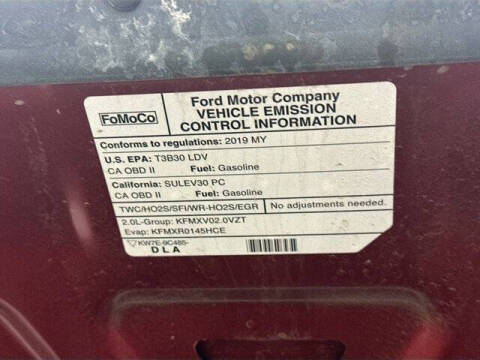 FoMoCo
Ford Motor Company
VEHICLE EMISSION
CONTROL INFORMATION
Conforms to regulations: 2019 MY
U.S. EPA: T3B30 LDV
CA OBD II Fuel: Gasoline
California: SULEV30 PC
CA OBD II Fuel: Gasoline
TWC/HO2S/SFI/WR-HO2S/EGR
No adjustments needed.
2.0L-Group: KFMXV02.0VZT
Evap: KFMXR0145HCE
KW7E-9C485-
DLA